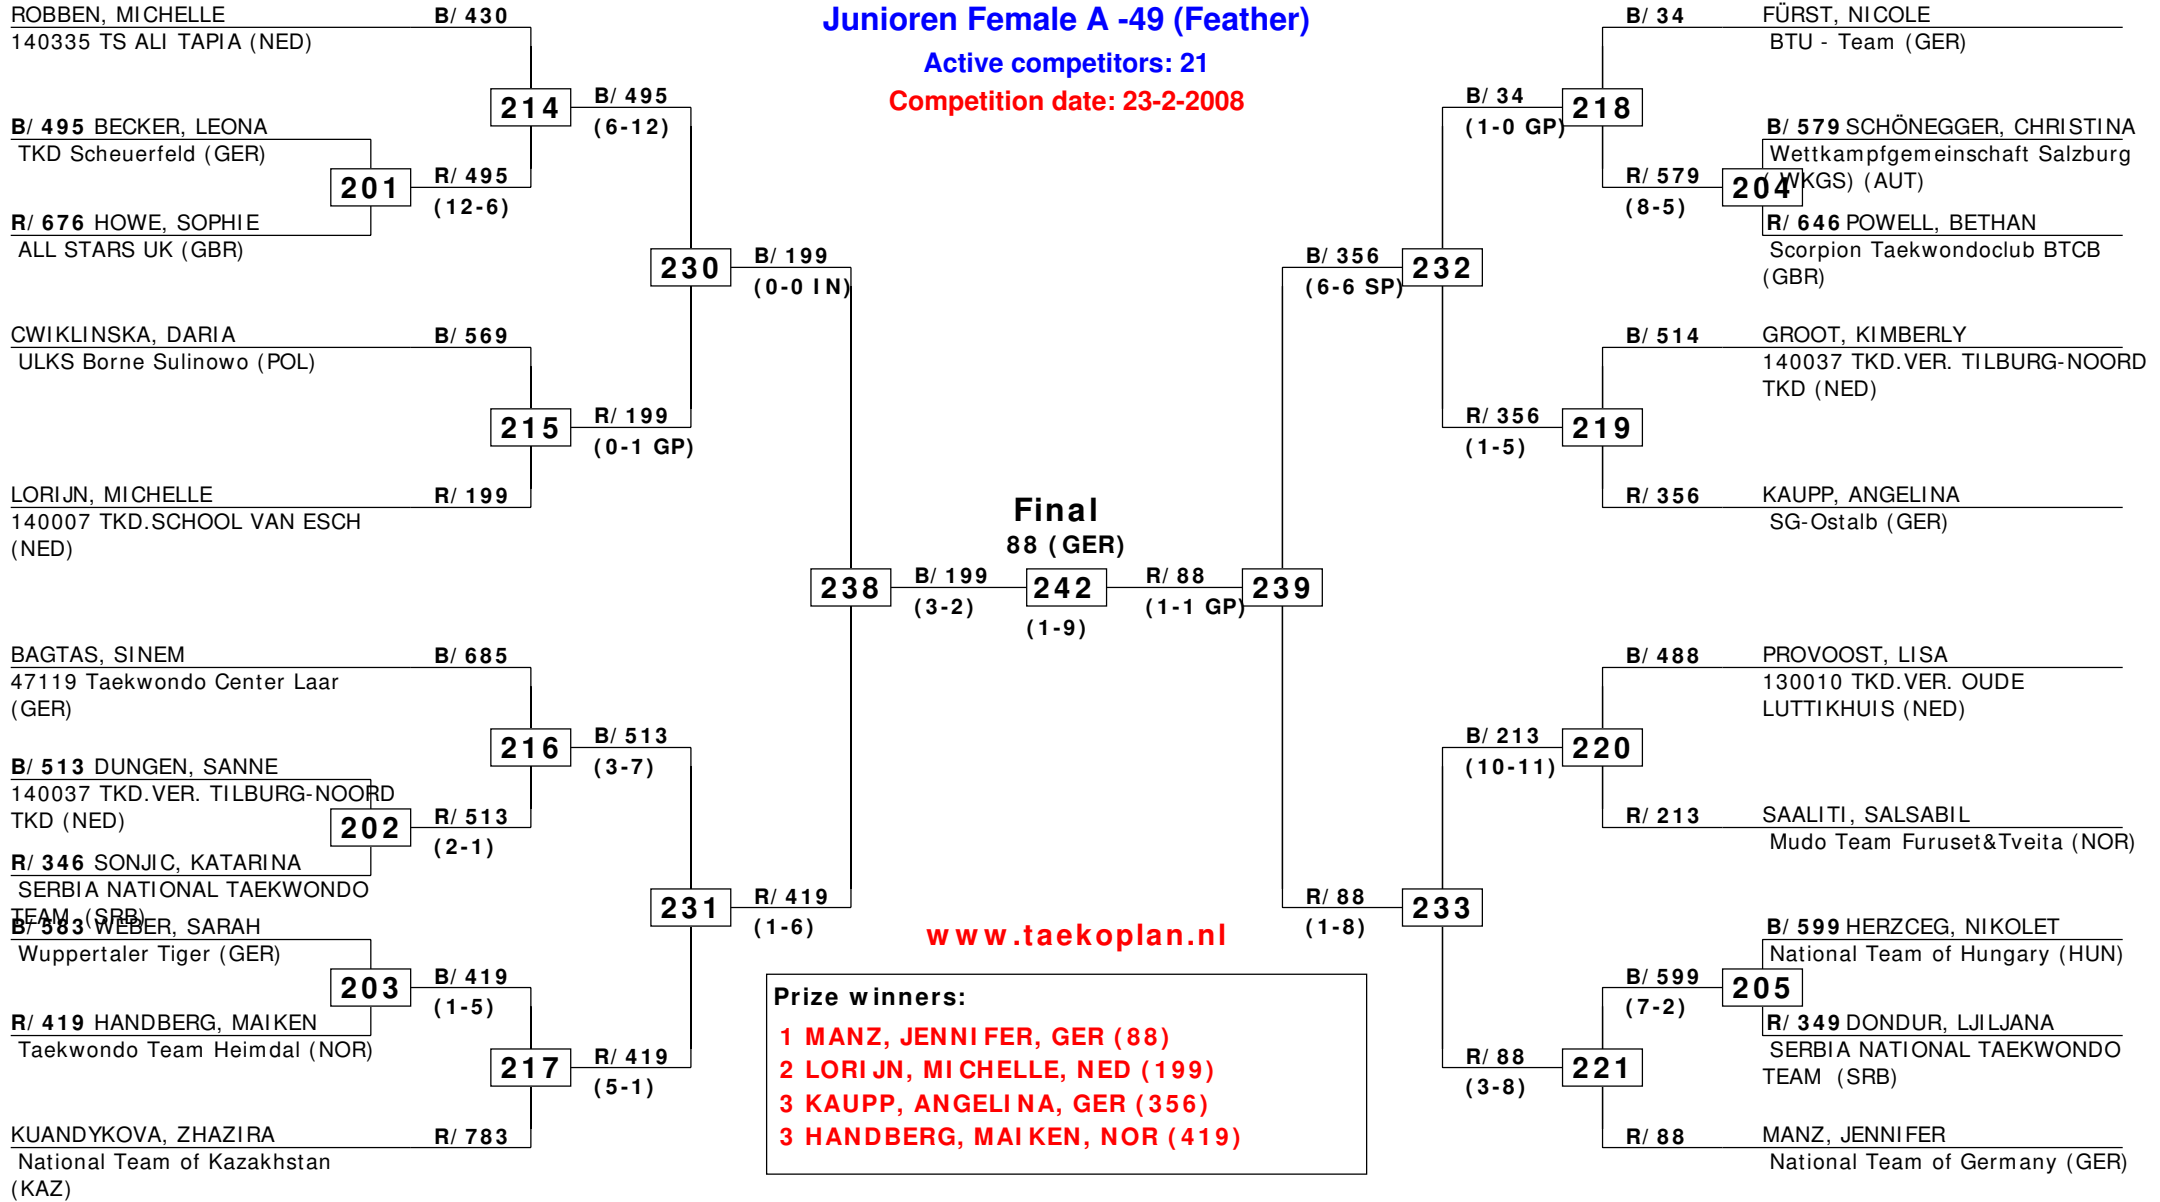 Junioren Female A -49 (Feather)
Active competitors: 21
Competition date: 23-2-2008
ROBBEN, MICHELLE B/ 430
140335 TS ALI TAPIA (NED)
214
B/ 495
(6-12)
B/ 495 BECKER, LEONA
TKD Scheuerfeld (GER)
201
R/ 495
(12-6)
R/ 676 HOWE, SOPHIE
ALL STARS UK (GBR)
230
B/ 199
(0-0 IN)
CWIKLINSKA, DARIA B/ 569
ULKS Borne Sulinowo (POL)
215
R/ 199
(0-1 GP)
LORIJN, MICHELLE R/ 199
140007 TKD.SCHOOL VAN ESCH
(NED)
238
B/ 199
(3-2)
BAGTAS, SINEM B/ 685
47119 Taekwondo Center Laar
(GER)
216
B/ 513
(3-7)
B/ 513 DUNGEN, SANNE
140037 TKD.VER. TILBURG-NOORD
TKD (NED)
202
R/ 513
(2-1)
R/ 346 SONJIC, KATARINA
SERBIA NATIONAL TAEKWONDO
TEAM (SRB)
231
R/ 419
(1-6)
B/ 583 WEBER, SARAH
Wuppertaler Tiger (GER)
203
B/ 419
(1-5)
R/ 419 HANDBERG, MAIKEN
Taekwondo Team Heimdal (NOR)
217
R/ 419
(5-1)
KUANDYKOVA, ZHAZIRA R/ 783
National Team of Kazakhstan
(KAZ)
Final
88 (GER)
242
(1-9)
R/ 88
(1-1 GP)
239
B/ 34 FÜRST, NICOLE
BTU - Team (GER)
B/ 34
(1-0 GP)
218
B/ 579 SCHÖNEGGER, CHRISTINA
Wettkampfgemeinschaft Salzburg
( WKGS) (AUT)
R/ 579
(8-5)
204
R/ 646 POWELL, BETHAN
Scorpion Taekwondoclub BTCB
(GBR)
B/ 356
(6-6 SP)
232
B/ 514 GROOT, KIMBERLY
140037 TKD.VER. TILBURG-NOORD
TKD (NED)
R/ 356
(1-5)
219
R/ 356 KAUPP, ANGELINA
SG-Ostalb (GER)
B/ 488 PROVOOST, LISA
130010 TKD.VER. OUDE
LUTTIKHUIS (NED)
B/ 213
(10-11)
220
R/ 213 SAALITI, SALSABIL
Mudo Team Furuset&Tveita (NOR)
R/ 88
(1-8)
233
B/ 599 HERZCEG, NIKOLET
National Team of Hungary (HUN)
B/ 599
(7-2)
205
R/ 349 DONDUR, LJILJANA
SERBIA NATIONAL TAEKWONDO
TEAM (SRB)
R/ 88
(3-8)
221
R/ 88 MANZ, JENNIFER
National Team of Germany (GER)
www.taekoplan.nl
Prize winners:
1 MANZ, JENNIFER, GER (88)
2 LORIJN, MICHELLE, NED (199)
3 KAUPP, ANGELINA, GER (356)
3 HANDBERG, MAIKEN, NOR (419)